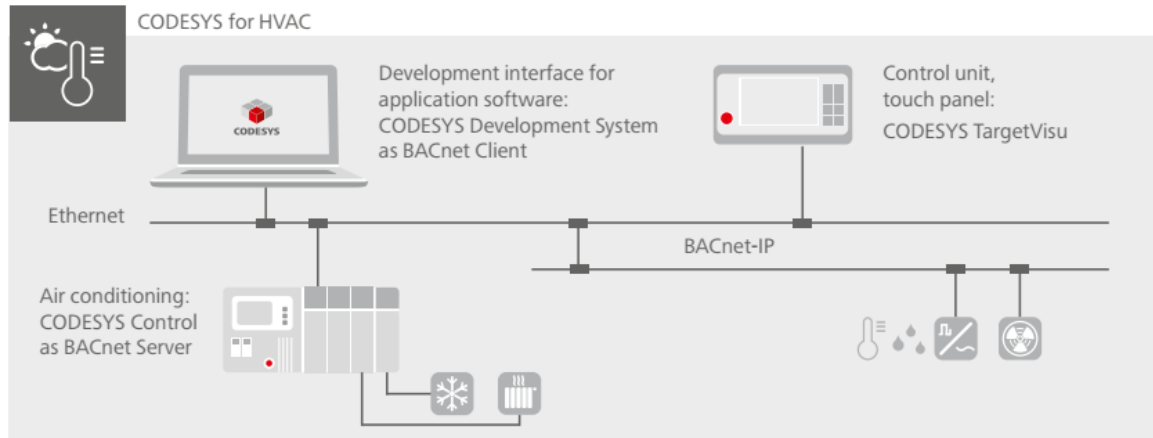 CODESYS for HVAC
CODESYS
Development interface for
application software:
CODESYS Development System
as BACnet Client
Control unit,
touch panel:
CODESYS TargetVisu
Ethernet
BACnet-IP
Air conditioning:
CODESYS Control
as BACnet Server